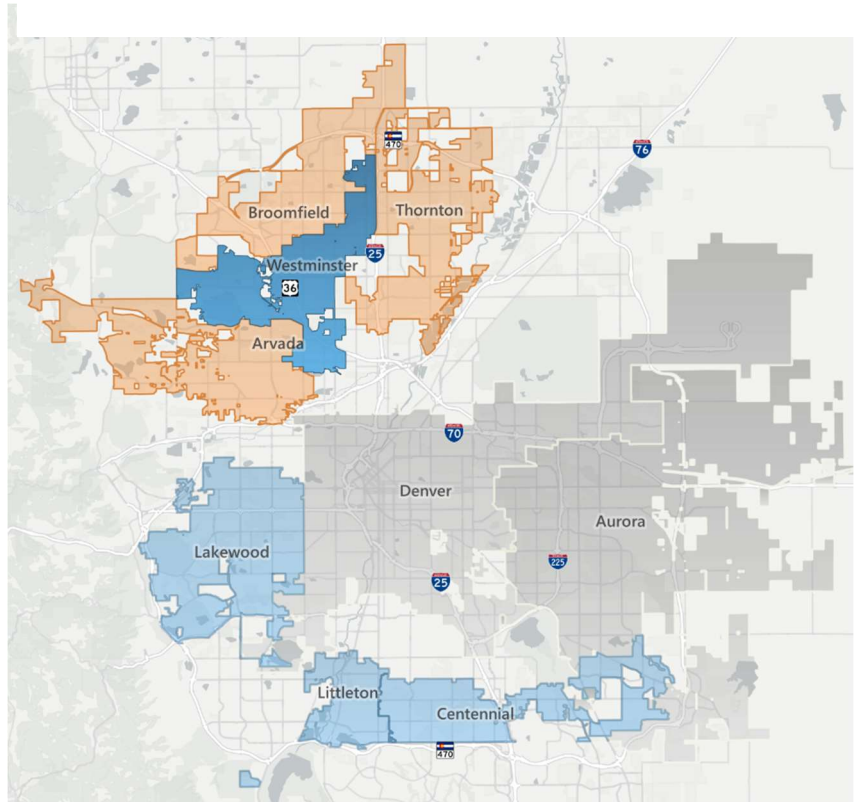 470
76
Broomfield
Thornton
25
Westminster
36
Arvada
70
Denver
Aurora
Lakewood
225
25
Littleton
Centennial
470